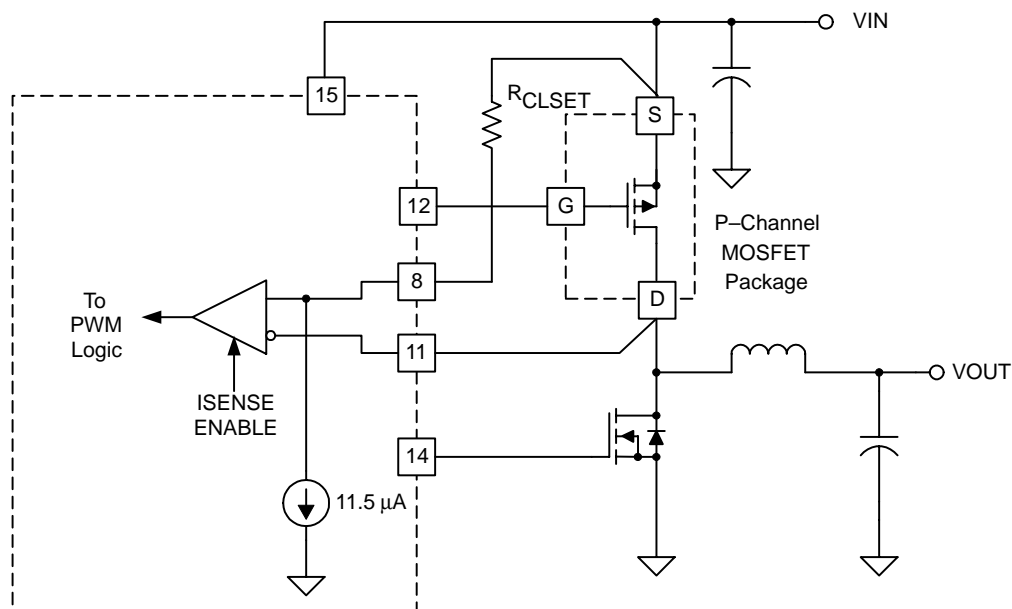 VIN
15
RCLSET
S
12
G
P–Channel
MOSFET
Package
8
D
To
PWM
Logic
11
ISENSE
ENABLE
VOUT
14
11.5 μA